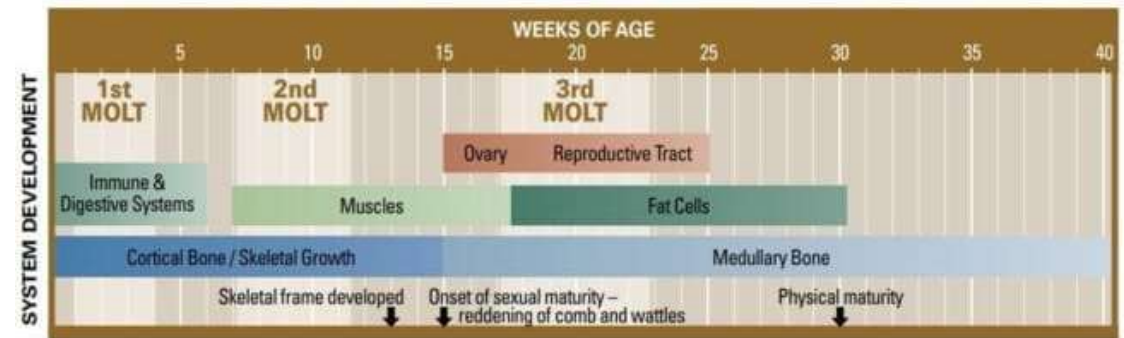 WEEKS OF AGE
5 10 15 20 25 30 35 40
SYSTEM DEVELOPMENT
1st
MOLT
2nd
MOLT
3rd
MOLT
Ovary Reproductive Tract
Immune &
Digestive Systems
Muscles
Fat Cells
Cortical Bone / Skeletal Growth
Medullary Bone
Skeletal frame developed
Onset of sexual maturity –
reddening of comb and wattles
Physical maturity